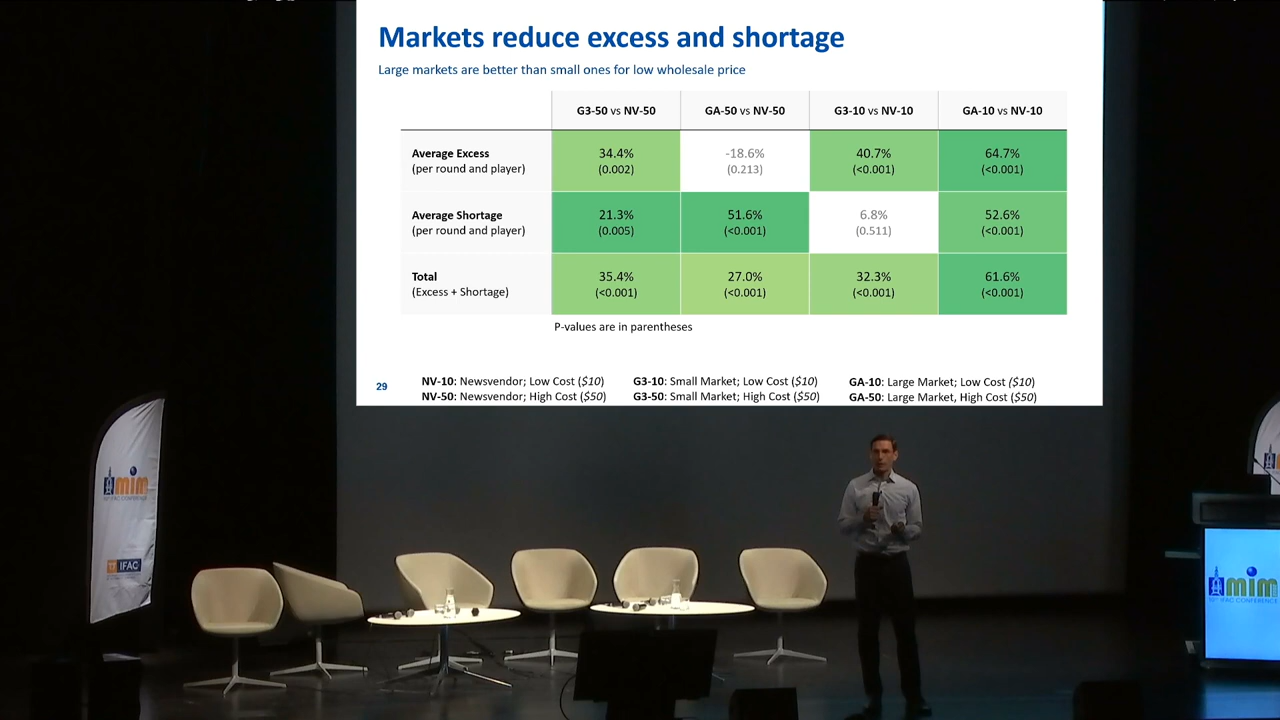 Markets reduce excess and shortage
Large markets are better than small ones for low wholesale price
G3-50 vs NV-50 GA-50 vs NV-50 G3-10 vs NV-10 GA-10 vs NV-10
Average Excess 34.4% -18.6% 40.7% 64.7%
(per round and player) (0.002) (0.213) (<0.001) (<0.001)
Average Shortage 21.3% 51.6% 6.8% 52.6%
(per round and player) (0.005) (<0.001) (0.511) (<0.001)
Total 35.4% 27.0% 32.3% 61.6%
(Excess + Shortage) (<0.001) (<0.001) (<0.001) (<0.001)
P-values are in parentheses
29
NV-10: Newsvendor; Low Cost ($10) G3-10: Small Market; Low Cost ($10) GA-10: Large Market; Low Cost ($10)
NV-50: Newsvendor; High Cost ($50) G3-50: Small Market; High Cost ($50) GA-50: Large Market, High Cost ($50)
mim
IFAC CONFERENCE
IFAC
mim
IFAC CONFERENCE